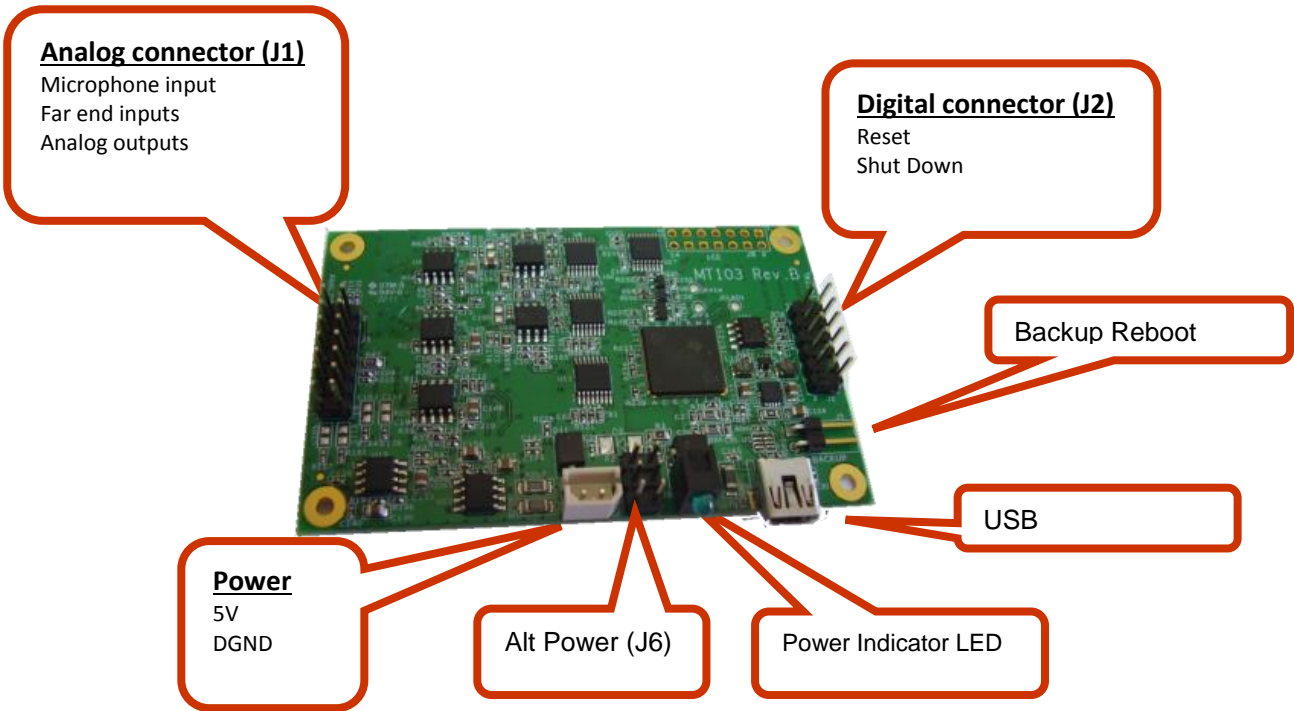 Analog connector (J1)
Microphone input
Far end inputs
Analog outputs
Digital connector (J2)
Reset
Shut Down
MT103 Rev.B
Backup Reboot
BACKUP
USB
Power
5V
DGND
Alt Power (J6)
Power Indicator LED